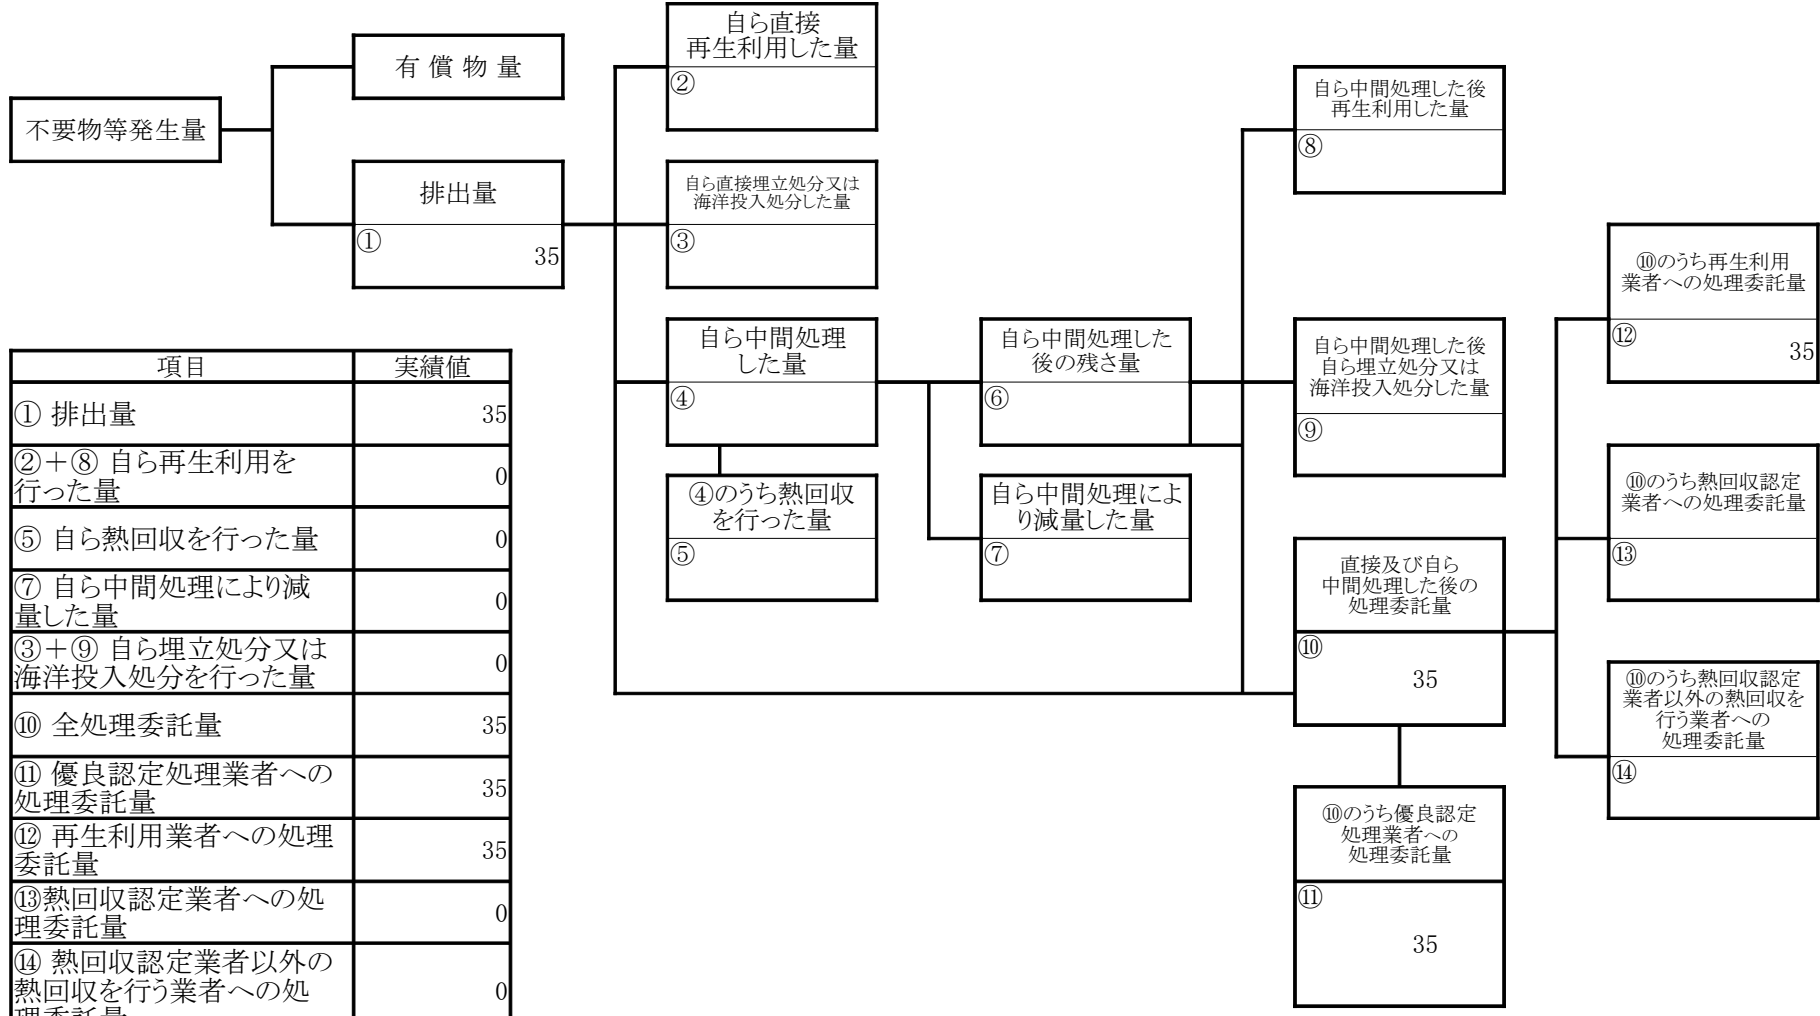 不要物等発生量
有 償 物 量
排出量
①
35
自ら直接
再生利用した量
②
自ら直接埋立処分又は
海洋投入処分した量
③
自ら中間処理
した量
④
④のうち熱回収
を行った量
⑤
自ら中間処理した
後の残さ量
⑥
自ら中間処理によ
り減量した量
⑦
自ら中間処理した後
再生利用した量
⑧
自ら中間処理した後
自ら埋立処分又は
海洋投入処分した量
⑨
直接及び自ら
中間処理した後の
処理委託量
⑩
35
⑩のうち優良認定
処理業者への
処理委託量
⑪
35
⑩のうち再生利用
業者への処理委託量
⑫
35
⑩のうち熱回収認定
業者への処理委託量
⑬
⑩のうち熱回収認定
業者以外の熱回収を
行う業者への
処理委託量
⑭
項目 実績値
① 排出量 35
②＋⑧ 自ら再生利用を
行った量 0
⑤ 自ら熱回収を行った量 0
⑦ 自ら中間処理により減
量した量 0
③＋⑨ 自ら埋立処分又は
海洋投入処分を行った量 0
⑩ 全処理委託量 35
⑪ 優良認定処理業者への
処理委託量 35
⑫ 再生利用業者への処理
委託量 35
⑬熱回収認定業者への処
理委託量 0
⑭ 熱回収認定業者以外の
熱回収を行う業者への処 0
理委託量